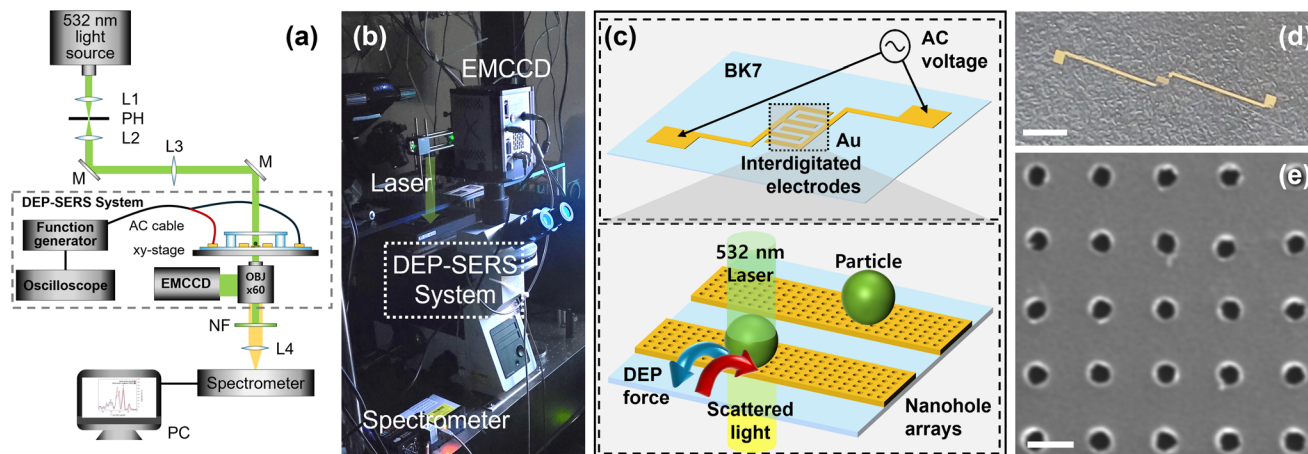 (a)
532 nm
light
source
L1
PH
L2
L3
M
M
DEP-SERS System
Function
generator
AC cable
xy-stage
Oscilloscope
EMCCD
OBJ
x60
NF
L4
Spectrometer
PC
(b)
EMCCD
Laser
DEP-SERS
System
Spectrometer
(c)
AC
voltage
BK7
Au
Interdigitated
electrodes
532 nm
Laser
Particle
DEP
force
Scattered
light
Nanohole
arrays
(d)
(e)